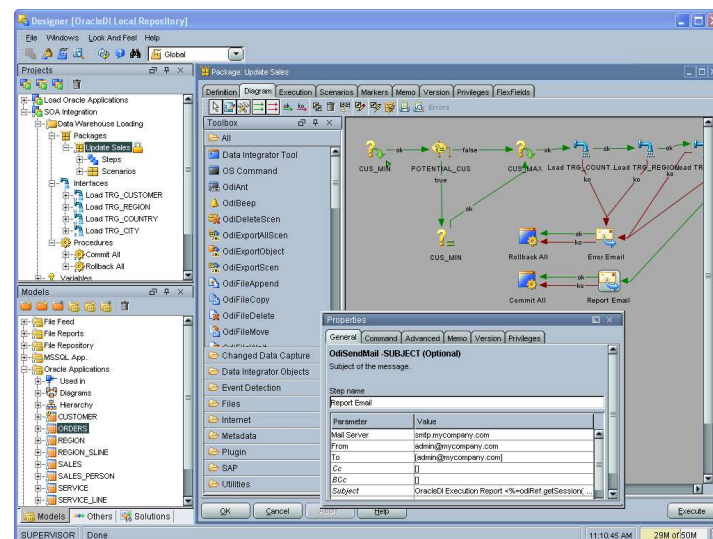 Designer [OracleDI Local Repository]
File Windows Look And Feel Help
Global
Projects
Load Oracle Applications
SOA Integration
Data Warehouse Loading
Packages
Update Sales
Steps
Scenarios
Interfaces
Load TRG_CUSTOMER
Load TRG_REGION
Load TRG_COUNTRY
Load TRG_CITY
Procedures
Commit All
Rollback All
Variables
Models
File Feed
File Reports
File Repository
MSSQL App.
Oracle Applications
Used in
Diagrams
Hierarchy
CUSTOMER
ORDERS
REGION
REGION_SLINE
SALES
SALES_PERSON
SERVICE
SERVICE_LINE
Models Others Solutions
SUPERVISOR Done
Package: Update Sales
Definition Diagram Execution Scenarios Markers Memo Version Privileges FlexFields
ok ko Errors
Toolbox
All
Data Integrator Tool
OS Command
OdiAnt
OdiBeep
OdiDeleteScen
OdiExportAllScen
OdiExportObject
OdiExportScen
OdiFileAppend
OdiFileCopy
OdiFileDelete
OdiFileMove
OdiFileWait
Changed Data Capture
Data Integrator Objects
Event Detection
Files
Internet
Metadata
Plugin
SAP
Utilities
ok false ok ok ok
CUS_MIN POTENTIAL_CUS CUS_MAX Load TRG_COUNT. Load TRG_REGIO Load TR
true ko ko
ok
CUS_MIN
ok
ko
Rollback All Error Email
ok
ko
Commit All Report Email
Properties
General Command Advanced Memo Version Privileges
OdiSendMail -SUBJECT (Optional)
Subject of the message.
Step name
Report Email
Parameter Value
Mail Server smtp.mycompany.com
From admin@mycompany.com
To [admin@mycompany.com]
Cc []
BCc []
Subject OracleDI Execution Report <%=odiRef.getSession( ...
OK Cancel Apply Help Execute
11:10:45 AM 29M of 50M